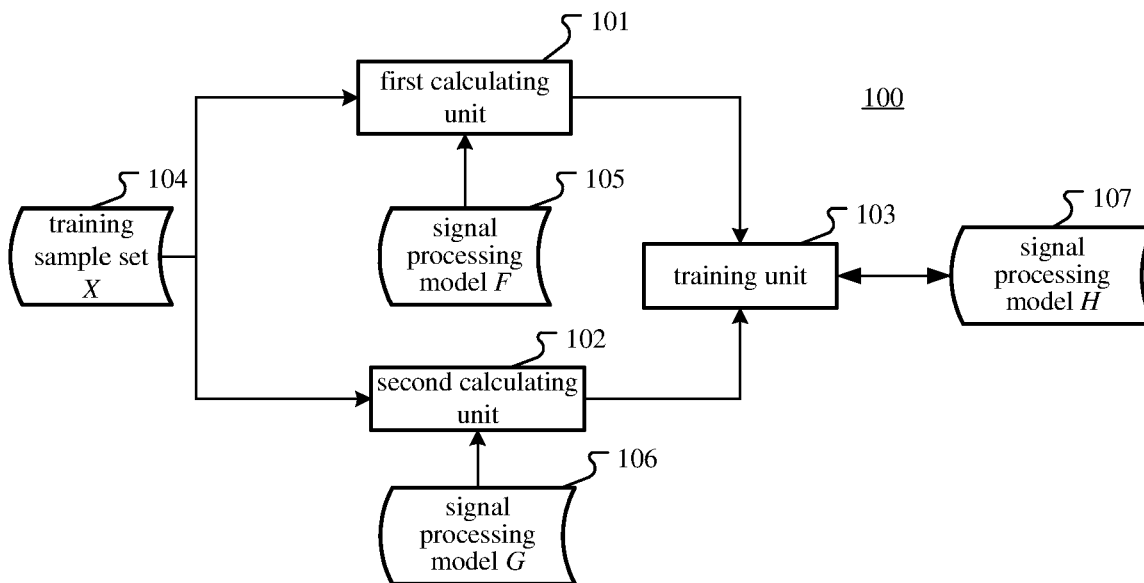 101
first calculating
unit
100
104
training
sample set
X
105
signal
processing
model F
103
training unit
107
signal
processing
model H
102
second calculating
unit
106
signal
processing
model G